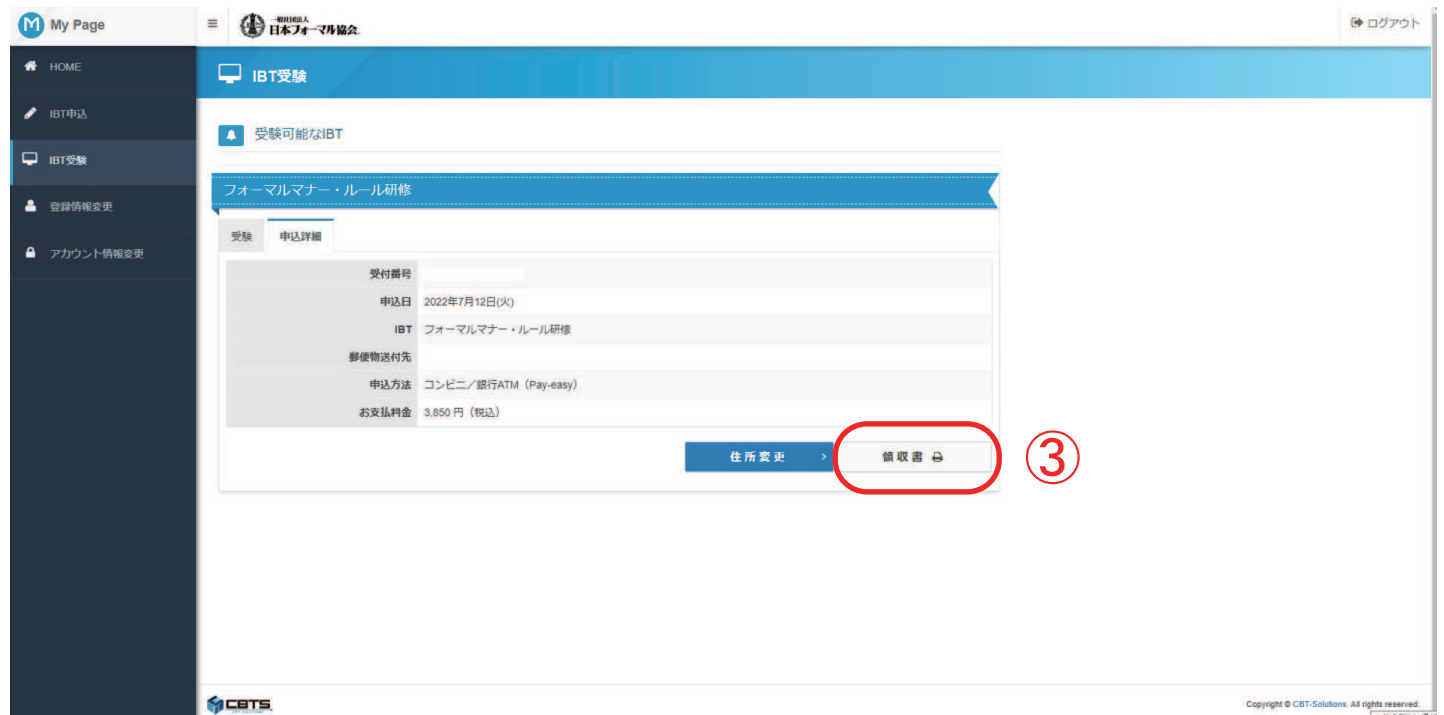 My Page
一般社団法人
日本フォーマル協会.
ログアウト
HOME
IBT申込
IBT受験
登録情報変更
アカウント情報変更
IBT受験
受験可能なIBT
フォーマルマナー・ルール研修
受験 申込詳細
受付番号
申込日 2022年7月12日(火)
IBT フォーマルマナー・ルール研修
郵便物送付先
申込方法 コンビニ／銀行ATM（Pay-easy）
お支払料金 3,850 円（税込）
住所変更 ›
領収書
③
CBTS
Copyright © CBT-Solutions. All rights reserved.